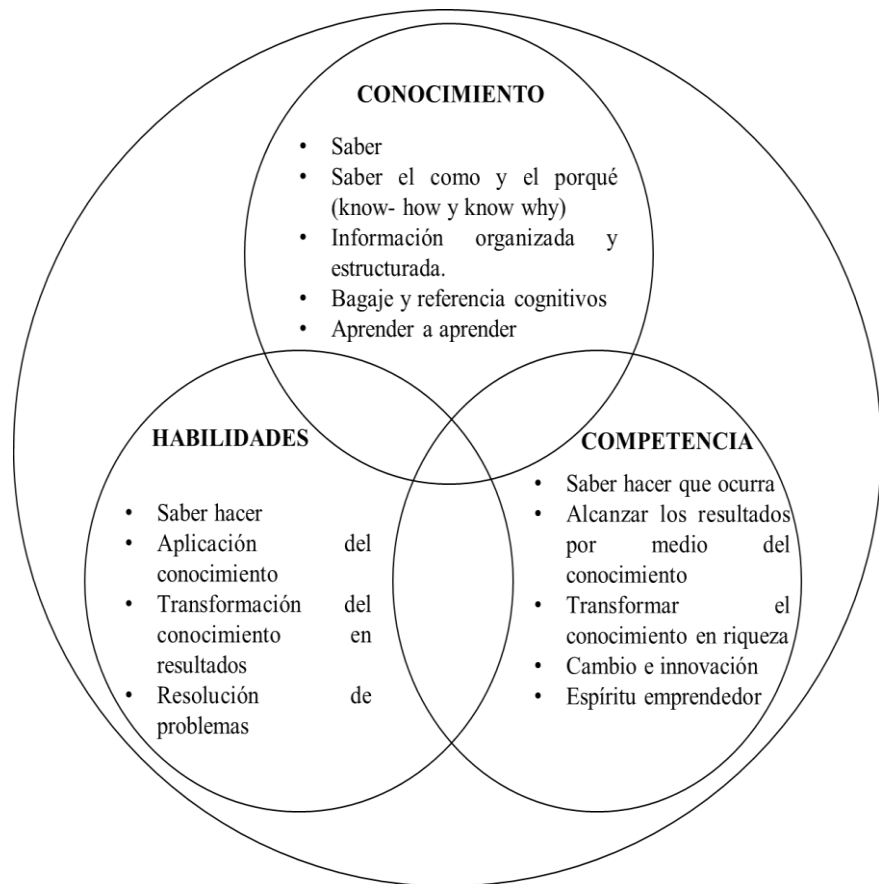 CONOCIMIENTO
• Saber
• Saber el como y el porqué
(know- how y know why)
• Información organizada y
estructurada.
• Bagaje y referencia cognitivos
• Aprender a aprender
HABILIDADES
• Saber hacer
• Aplicación del
conocimiento
• Transformación del
conocimiento en
resultados
• Resolución de
problemas
COMPETENCIA
• Saber hacer que ocurra
• Alcanzar los resultados
por medio del
conocimiento
• Transformar el
conocimiento en riqueza
• Cambio e innovación
• Espíritu emprendedor